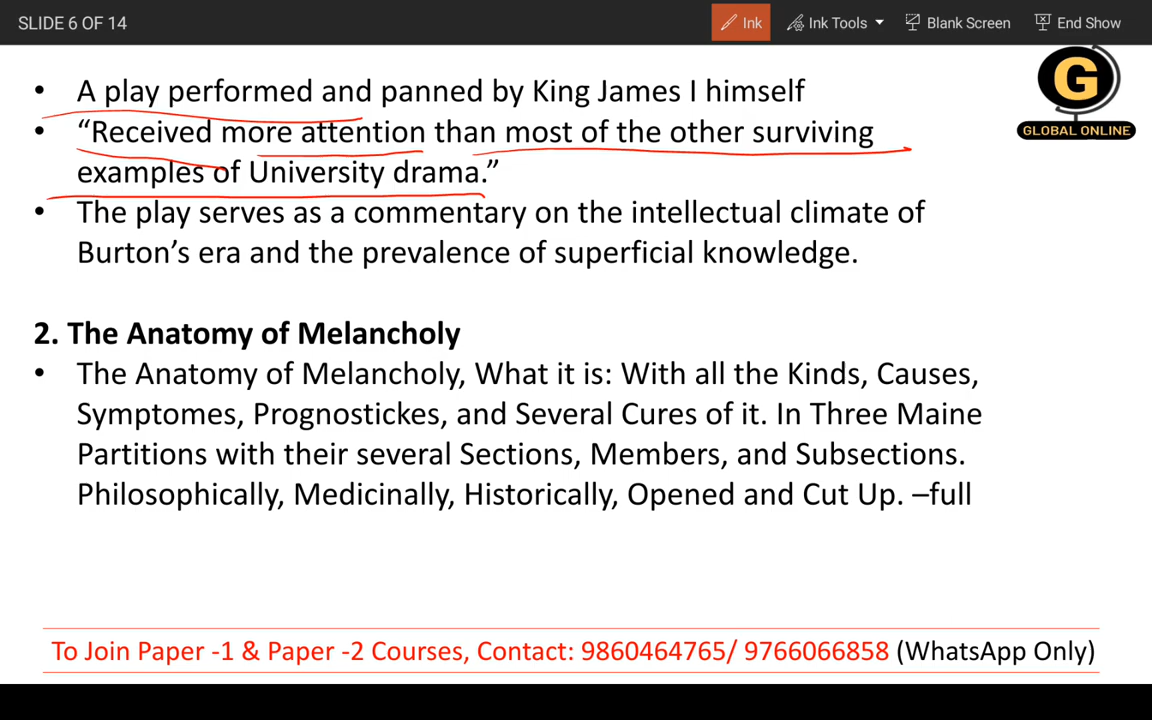 SLIDE 6 OF 14 Ink Ink Tools Blank Screen End Show
• A play performed and panned by King James I himself
• “Received more attention than most of the other surviving
examples of University drama.”
• The play serves as a commentary on the intellectual climate of
Burton’s era and the prevalence of superficial knowledge.
G
GLOBAL ONLINE
2. The Anatomy of Melancholy
• The Anatomy of Melancholy, What it is: With all the Kinds, Causes,
Symptomes, Prognostickes, and Several Cures of it. In Three Maine
Partitions with their several Sections, Members, and Subsections.
Philosophically, Medicinally, Historically, Opened and Cut Up. –full
To Join Paper -1 & Paper -2 Courses, Contact: 9860464765/ 9766066858 (WhatsApp Only)